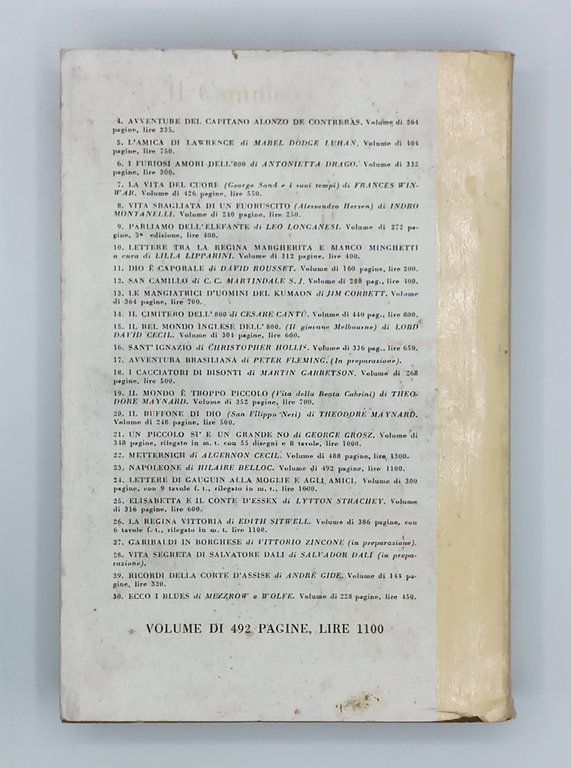 Il Cammeo
4. AVVENTURE DEL CAPITANO ALONZO DE CONTRERAS. Volume di 264
pagine, lire 235.
5. L'AMICA DI LAWRENCE di MABEL DODGE LUHAN. Volume di 404
pagine, lire 750.
6. I FURIOSI AMORI DELL'800 di ANTONIETTA DRAGO. Volume di 312
pagine, lire 300.
7. LA VITA DEL CUORE (George Sand e i suoi tempi) di FRANCES WIN-
WAR. Volume di 426 pagine, lire 550.
8. VITA SBAGLIATA DI UN FUORUSCITO (Alessandro Herzen) di INDRO
MONTANELLI. Volume di 240 pagine, lire 250.
9. PARLIAMO DELL'ELEFANTE di LEO LONGANESI. Volume di 272 pa-
gine, 3ª edizione, lire 400.
10. LETTERE TRA LA REGINA MARGHERITA E MARCO MINGHETTI
a cura di LILLA LIPPARINI. Volume di 312 pagine, lire 400.
11. DIO È CAPORALE di DAVID ROUSSET. Volume di 160 pagine, lire 200.
12. SAN CAMILLO di C. C. MARTINDALE S. J. Volume di 288 pag., lire 400.
13. LE MANGIATRICI D'UOMINI DEL KUMAON di JIM CORBETT. Volume
di 364 pagine, lire 700.
14. IL CIMITERO DELL'800 di CESARE CANTÙ. Volume di 440 pag., lire 800.
15. IL BEL MONDO INGLESE DELL'800. (Il giovane Melbourne) di LORD
DAVID CECIL. Volume di 304 pagine, lire 600.
16. SANT'IGNAZIO di CHRISTOPHER HOLLIS. Volume di 336 pag., lire 650.
17. AVVENTURA BRASILIANA di PETER FLEMING. (In preparazione).
18. I CACCIATORI DI BISONTI di MARTIN GARRETSON. Volume di 268
pagine, lire 500.
19. IL MONDO È TROPPO PICCOLO (Vita della Beata Cabrini) di THEO-
DORE MAYNARD. Volume di 352 pagine, lire 700.
20. IL BUFFONE DI DIO (San Filippo Neri) di THEODORE MAYNARD.
Volume di 248 pagine, lire 500.
21. UN PICCOLO SI' E UN GRANDE NO di GEORGE GROSZ. Volume di
348 pagine, rilegato in m. t. con 55 disegni e 8 tavole, lire 1000.
22. METTERNICH di ALGERNON CECIL. Volume di 488 pagine, lire 1300.
23. NAPOLEONE di HILAIRE BELLOC. Volume di 492 pagine, lire 1100.
24. LETTERE DI GAUGUIN ALLA MOGLIE E AGLI AMICI. Volume di 300
pagine, con 9 tavole f. t., rilegato in m. t., lire 1000.
25. ELISABETTA E IL CONTE D'ESSEX di LYTTON STRACHEY. Volume
di 316 pagine, lire 600.
26. LA REGINA VITTORIA di EDITH SITWELL. Volume di 386 pagine, con
6 tavole f. t., rilegato in m. t. lire 1100.
27. GARIBALDI IN BORGHESE di VITTORIO ZINCONE (in preparazione).
28. VITA SEGRETA DI SALVATORE DALI di SALVADOR DALÍ (in prepa-
razione).
29. RICORDI DELLA CORTE D'ASSISE di ANDRÉ GIDE. Volume di 144 pa-
gine, lire 320.
30. ECCO I BLUES di MEZZROW e WOLFE. Volume di 228 pagine, lire 450.
VOLUME DI 492 PAGINE, LIRE 1100